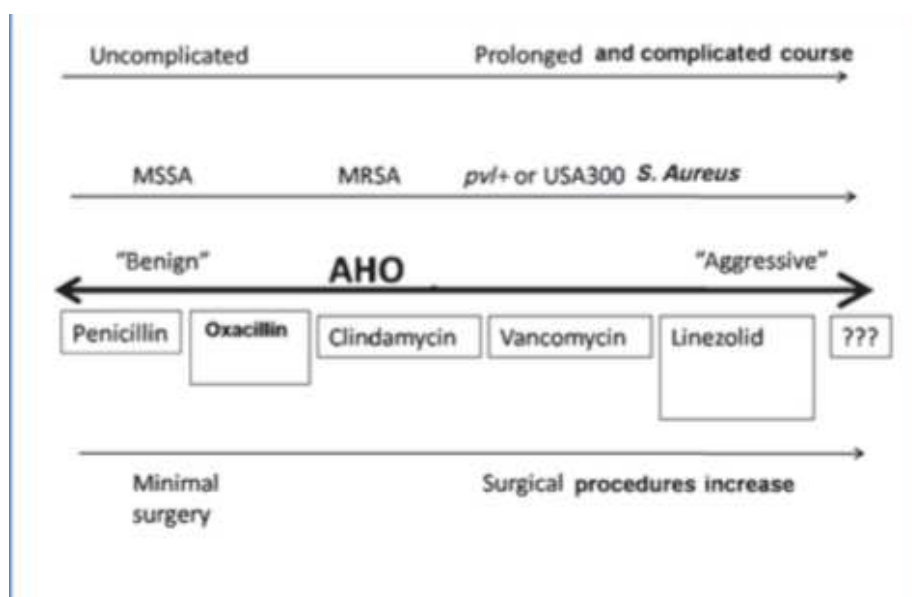 Uncomplicated Prolonged and complicated course
MSSA MRSA pvl+ or USA300 S. Aureus
"Benign" AHO "Aggressive"
Penicillin Oxacillin Clindamycin Vancomycin Linezolid ???
Minimal Surgical procedures increase
surgery